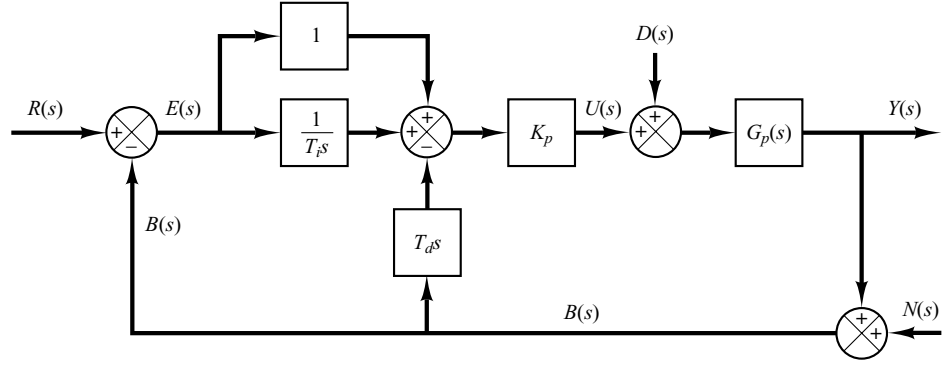 1
D(s)
R(s)
+
−
E(s)
1
T_i s
+
+
−
K_p
U(s)
+
+
G_p(s)
Y(s)
B(s)
T_d s
B(s)
+
+
N(s)